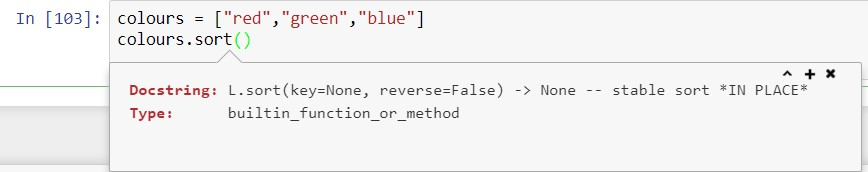 In [103]: colours = ["red","green","blue"]
colours.sort()
Docstring: L.sort(key=None, reverse=False) -> None -- stable sort *IN PLACE*
Type: builtin_function_or_method